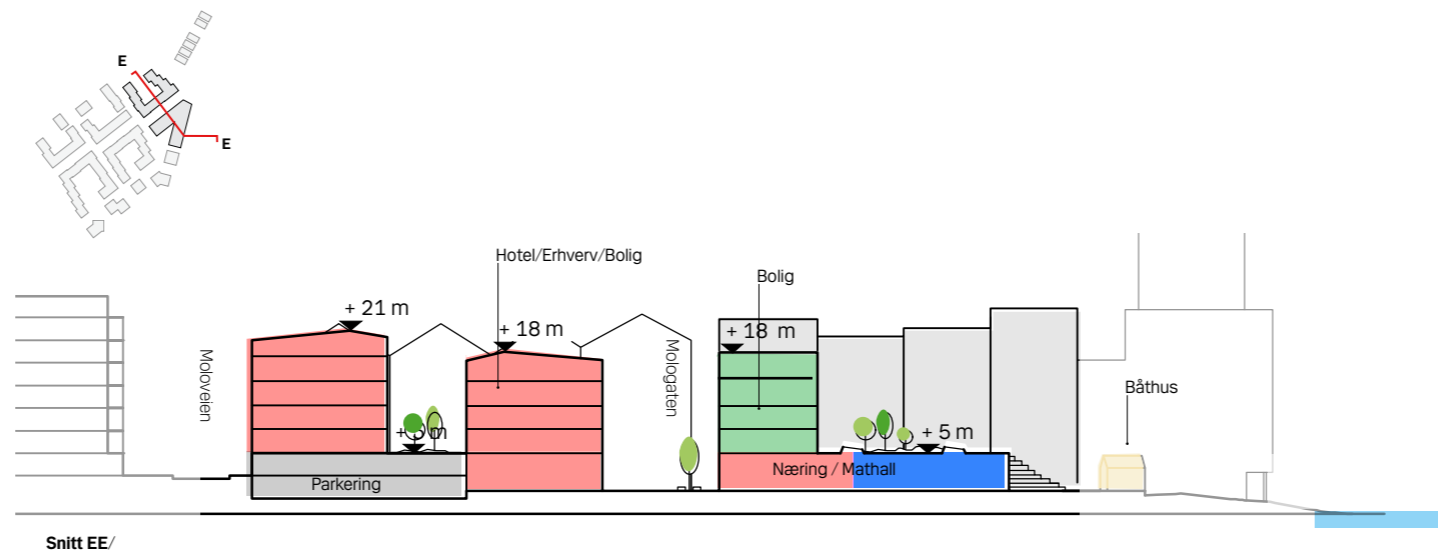 E
E
Hotel/Erhverv/Bolig
Bolig
+ 21 m
+ 18 m
+ 18 m
Moloveien
Mologaten
Båthus
+ m
+ 5 m
Næring / Mathall
Parkering
Snitt EE/